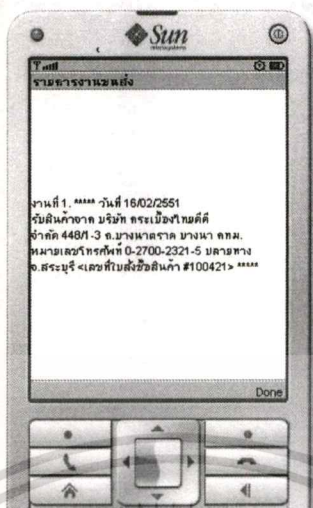 Sun
microsystems
รายการงานขนส่ง
งานที่ 1. ***** วันที่ 16/02/2551
รับสินค้าจาก บริษัท กระเบื้องไทยดีดี
จำกัด 448/1-3 ถ.บางนาตราด บางนา กทม.
หมายเลขโทรศัพท์ 0-2700-2321-5 ปลายทาง
จ.สระบุรี <เลขที่ใบสั่งซื้อสินค้า #100421> *****
Done